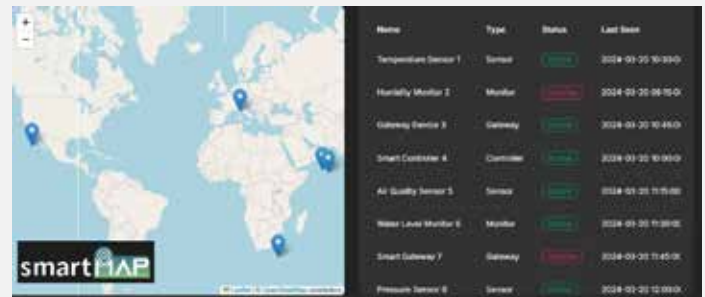 +
−
smart MAP
Name Type Status Last Seen
Temperature Sensor 1 Sensor 2024-03-20 10:30:0
Humidity Monitor 2 Monitor 2024-03-20 09:15:0
Gateway Device 3 Gateway 2024-03-20 10:45:0
Smart Controller 4 Controller 2024-03-20 10:00:0
Air Quality Sensor 5 Sensor 2024-03-20 11:15:00
Water Level Monitor 6 Monitor 2024-03-20 11:30:0
Smart Gateway 7 Gateway 2024-03-20 11:45:0
Pressure Sensor 8 Sensor 2024-03-20 12:00:0